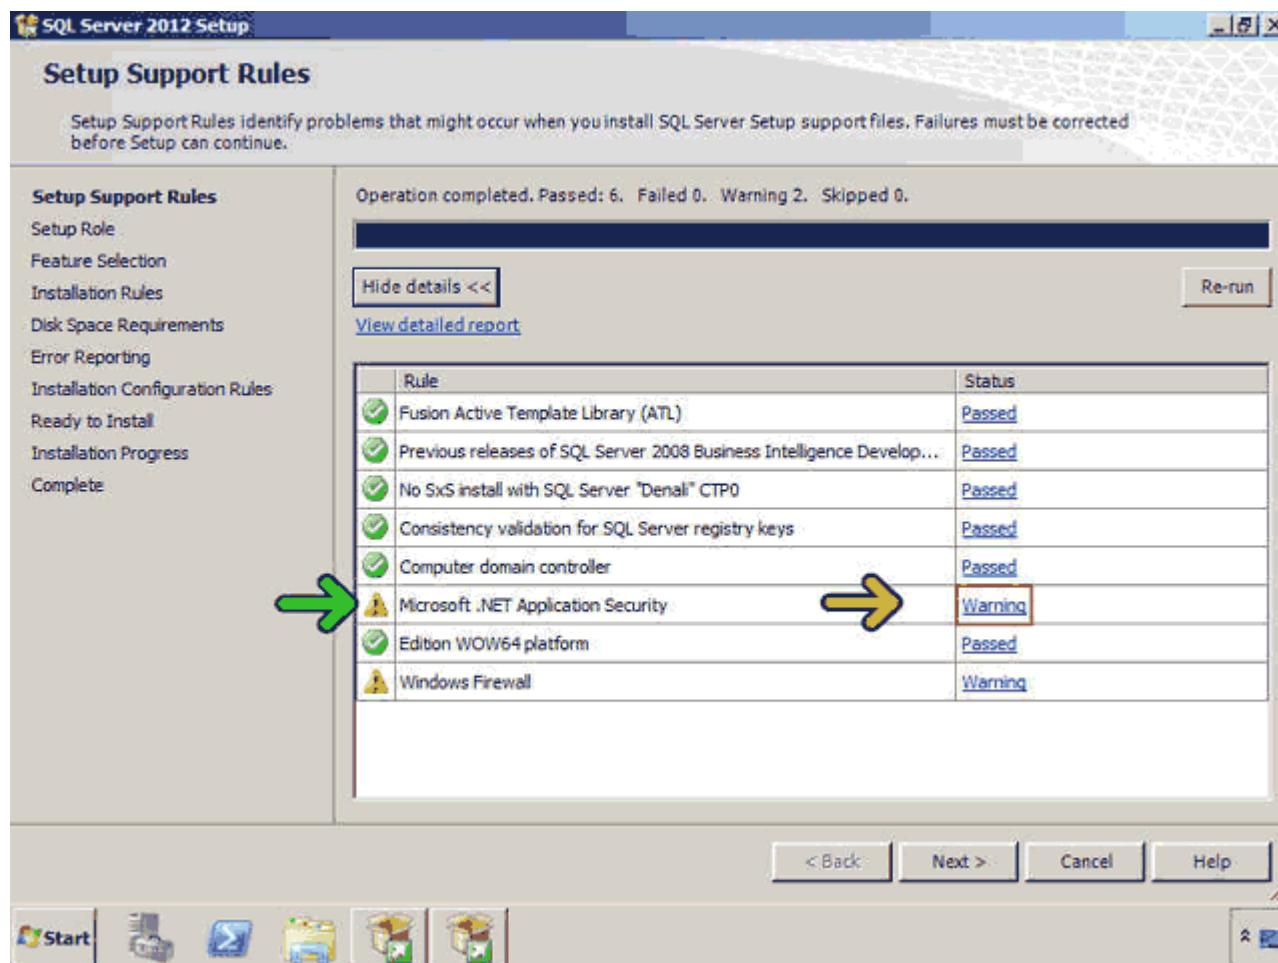 SQL Server 2012 Setup
Setup Support Rules
Setup Support Rules identify problems that might occur when you install SQL Server Setup support files. Failures must be corrected
before Setup can continue.
Setup Support Rules
Setup Role
Feature Selection
Installation Rules
Disk Space Requirements
Error Reporting
Installation Configuration Rules
Ready to Install
Installation Progress
Complete
Operation completed. Passed: 6. Failed 0. Warning 2. Skipped 0.
Hide details <<
Re-run
View detailed report
Rule Status
Fusion Active Template Library (ATL) Passed
Previous releases of SQL Server 2008 Business Intelligence Develop... Passed
No SxS install with SQL Server "Denali" CTP0 Passed
Consistency validation for SQL Server registry keys Passed
Computer domain controller Passed
Microsoft .NET Application Security Warning
Edition WOW64 platform Passed
Windows Firewall Warning
< Back Next > Cancel Help
Start